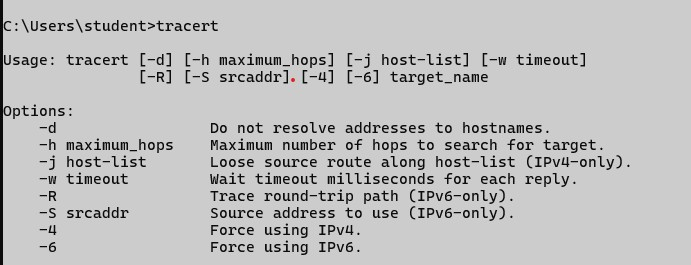 C:\Users\student>tracert
Usage: tracert [-d] [-h maximum_hops] [-j host-list] [-w timeout]
[-R] [-S srcaddr] [-4] [-6] target_name
Options:
-d Do not resolve addresses to hostnames.
-h maximum_hops Maximum number of hops to search for target.
-j host-list Loose source route along host-list (IPv4-only).
-w timeout Wait timeout milliseconds for each reply.
-R Trace round-trip path (IPv6-only).
-S srcaddr Source address to use (IPv6-only).
-4 Force using IPv4.
-6 Force using IPv6.